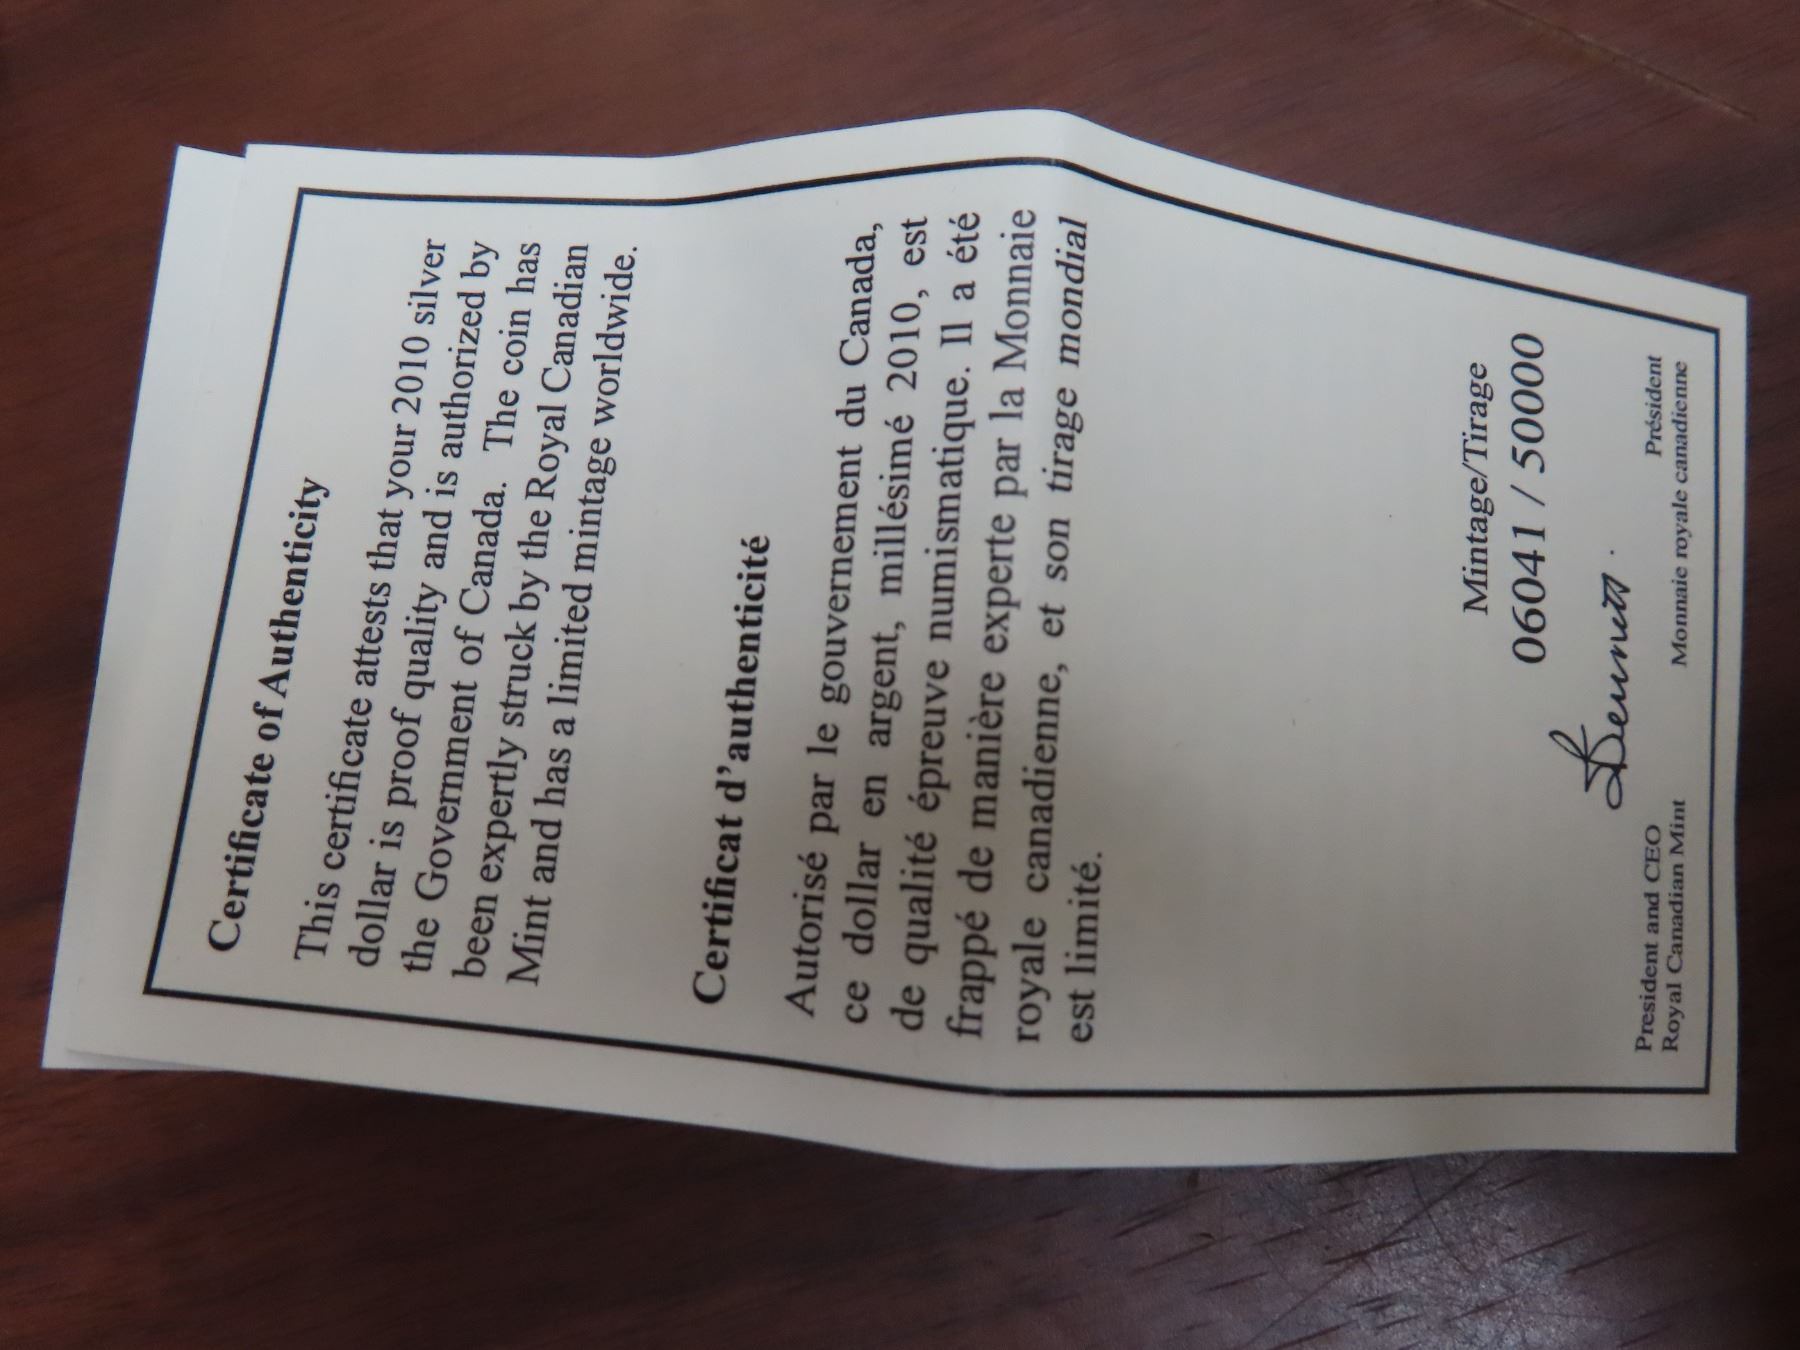 Certificate of Authenticity
This certificate attests that your 2010 silver
dollar is proof quality and is authorized by
the Government of Canada. The coin has
been expertly struck by the Royal Canadian
Mint and has a limited mintage worldwide.
Certificat d'authenticité
Autorisé par le gouvernement du Canada,
ce dollar en argent, millésimé 2010, est
de qualité épreuve numismatique. Il a été
frappé de manière experte par la Monnaie
royale canadienne, et son tirage mondial
est limité.
Mintage/Tirage
06041 / 50000
President and CEO
Royal Canadian Mint
Président
Monnaie royale canadienne